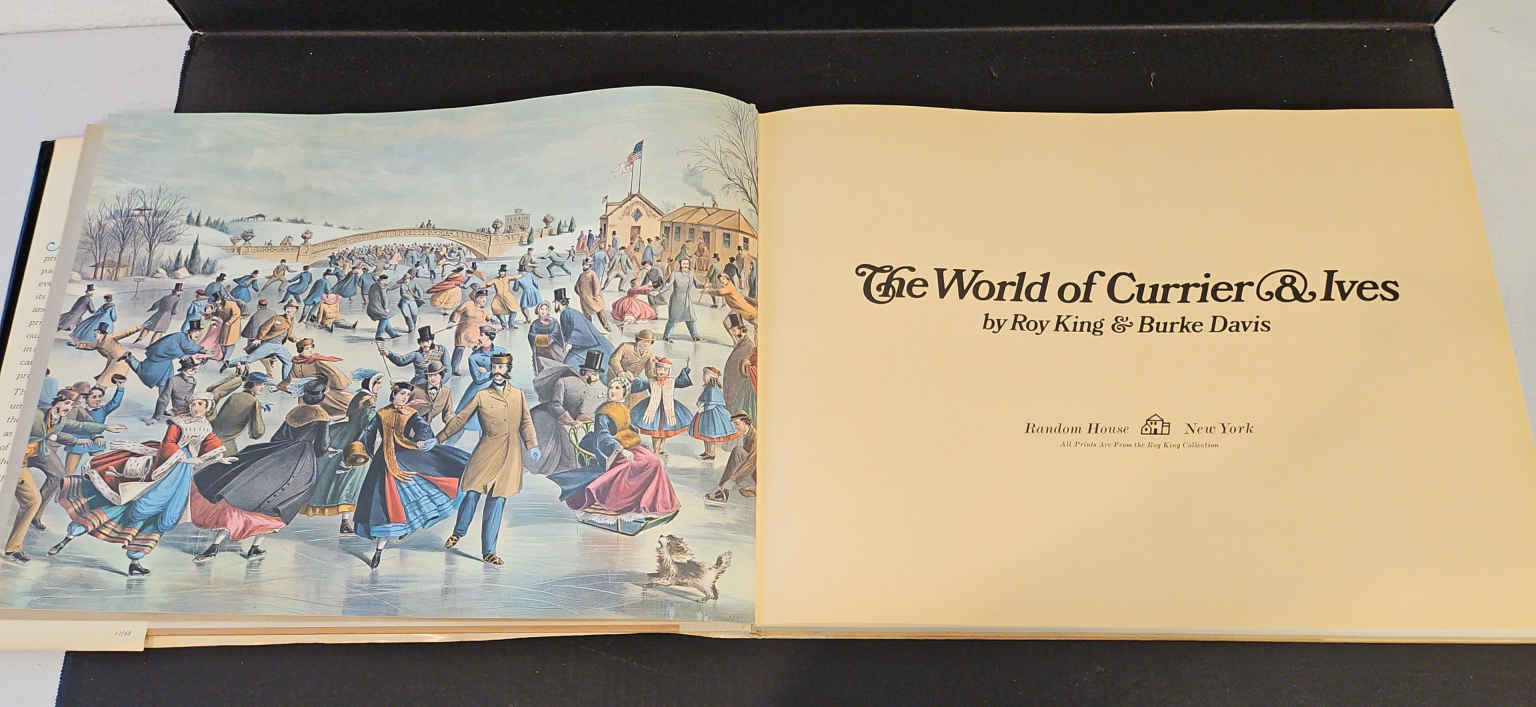 The World of Currier & Ives
by Roy King & Burke Davis
Random House New York
All Prints Are From the Roy King Collection